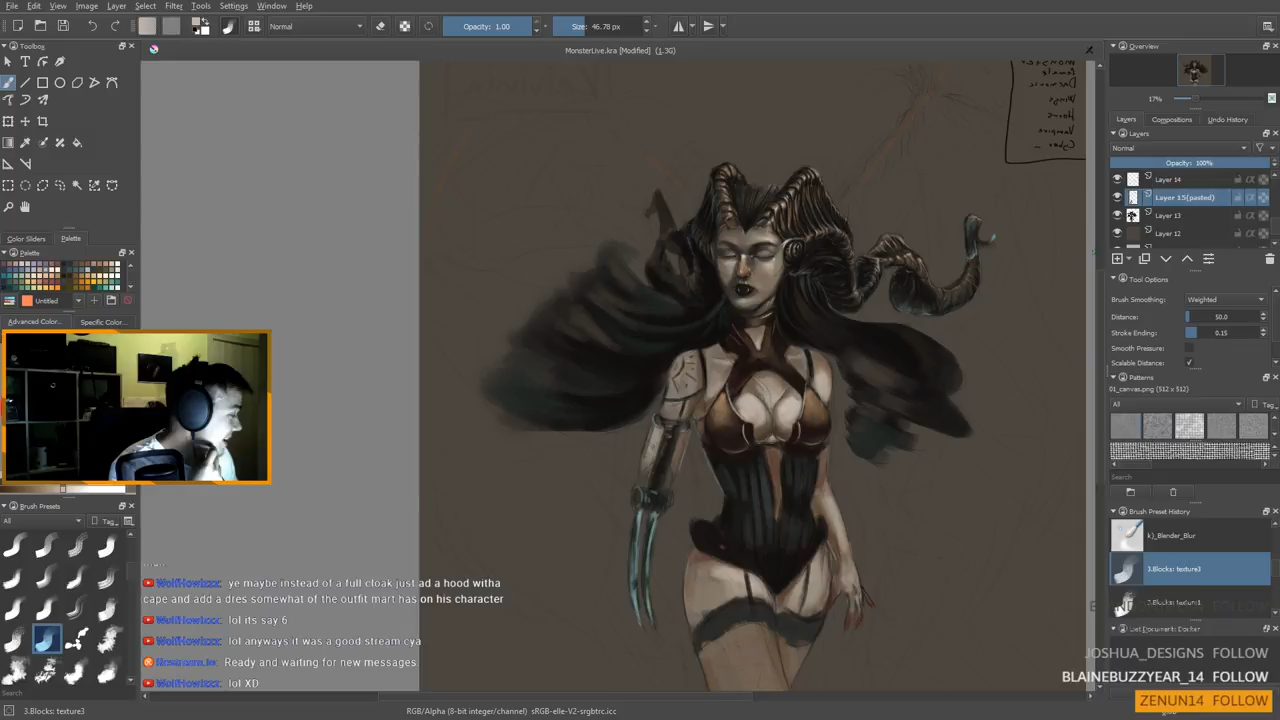 File Edit View Image Layer Select Filter Tools Settings Window Help
Normal
Opacity: 1.00
Size: 46.78 px
MonsterLive.kra [Modified] (1.3G)
Toolbox
Overview
17%
Layers Compositions Undo History
Layers
Normal
Opacity: 100%
Layer 14
Layer 15(pasted)
Layer 13
Layer 12
Color Sliders Palette
Palette
Untitled
Advanced Color... Specific Color...
Tool Options
Brush Smoothing: Weighted
Distance: 50.0
Stroke Ending: 0.15
Smooth Pressure:
Scalable Distance:
Patterns
01_canvas.png (512 x 512)
All
Tag
Search
Brush Preset History
k)_Blender_Blur
3.Blocks: texture3
Brush Presets
All
Tag
Search
WolfHowlxzx: ye maybe instead of a full cloak just ad a hood witha
cape and add a dres somewhat of the outfit mart has on his character
WolfHowlxzx: lol its say 6
WolfHowlxzx: lol anyways it was a good stream cya
Restream.io: Ready and waiting for new messages.
WolfHowlxzx: lol XD
JOSHUA_DESIGNS FOLLOW
BLAINEBUZZYEAR_14 FOLLOW
ZENUN14 FOLLOW
3.Blocks: texture3
RGB/Alpha (8-bit integer/channel) sRGB-elle-V2-srgbtrc.icc